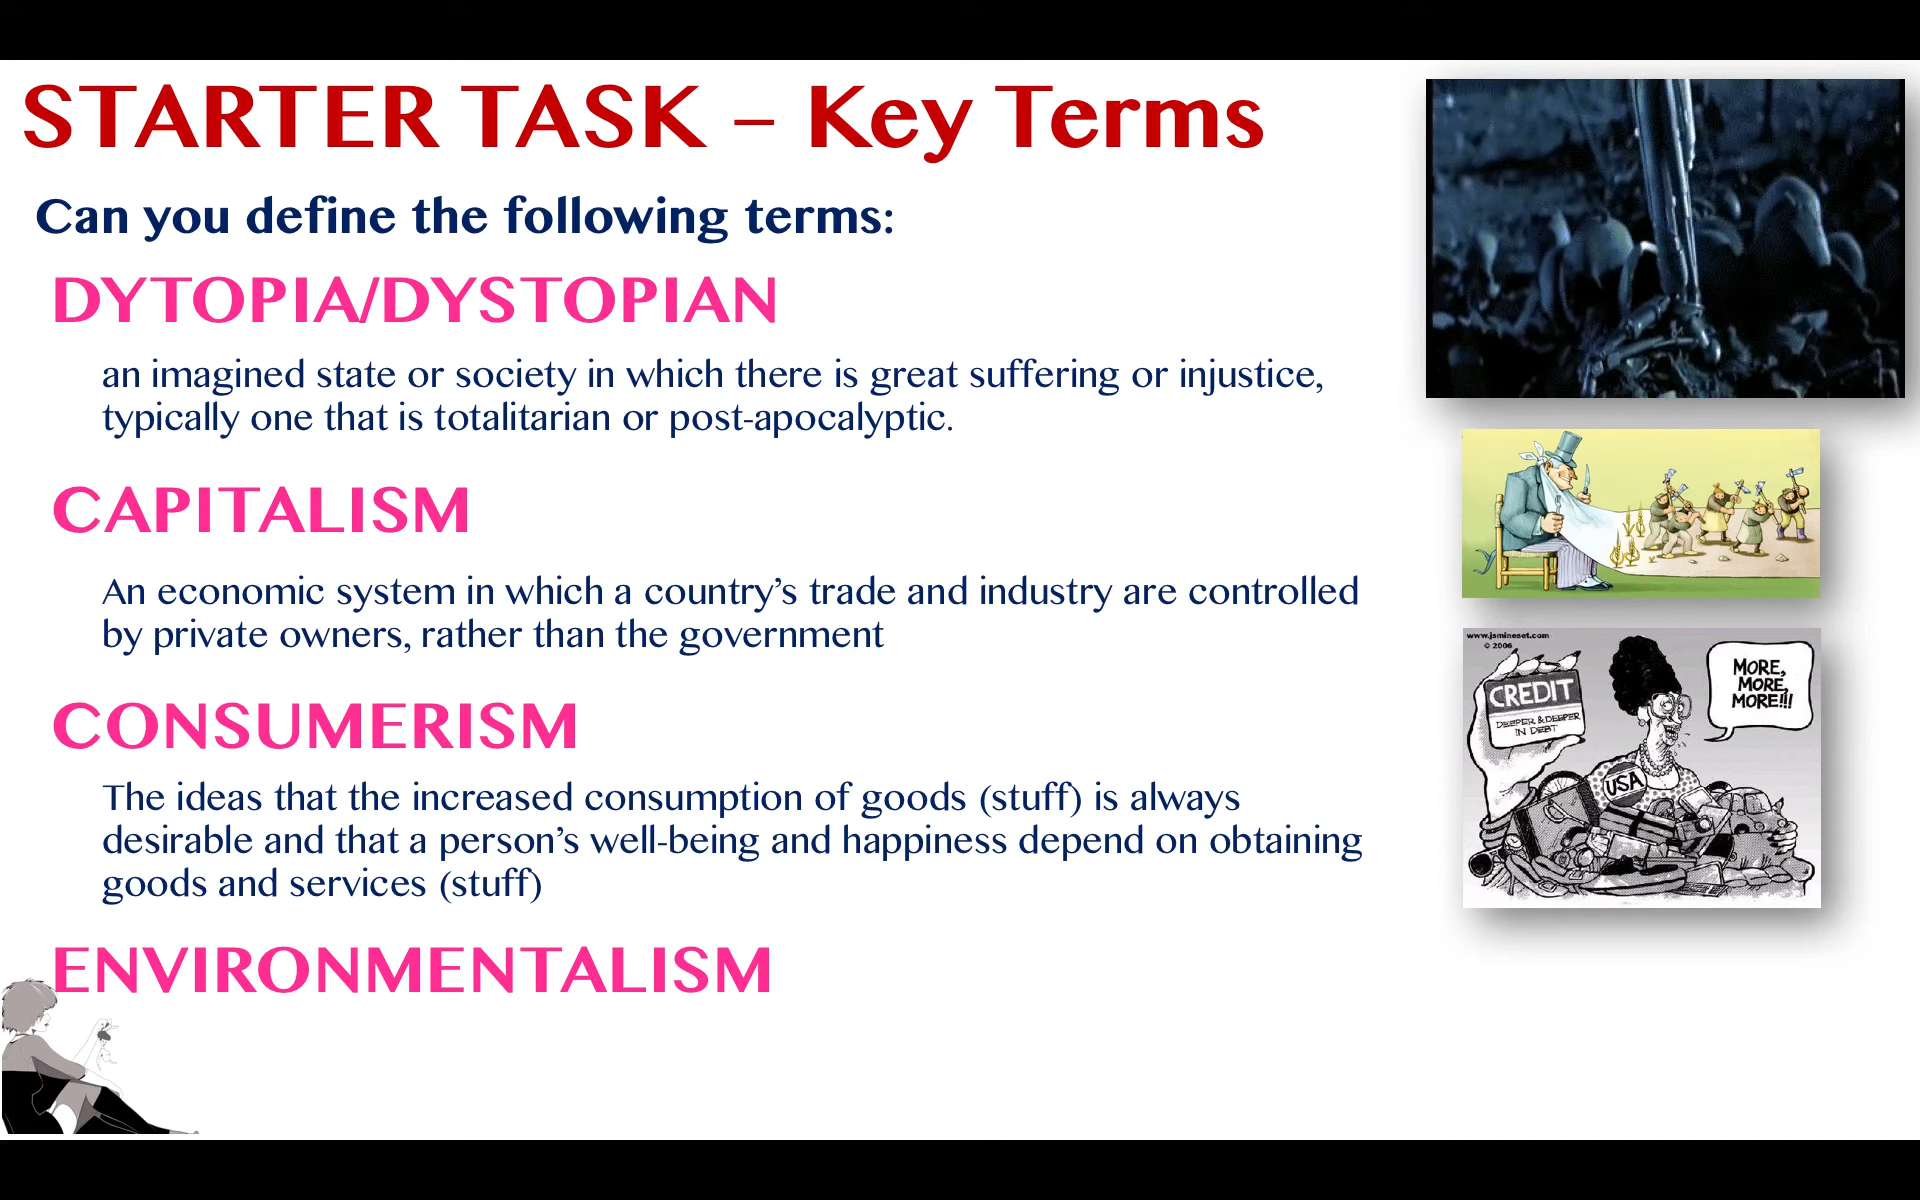 STARTER TASK – Key Terms
Can you define the following terms:
DYTOPIA/DYSTOPIAN
an imagined state or society in which there is great suffering or injustice,
typically one that is totalitarian or post-apocalyptic.
CAPITALISM
An economic system in which a country’s trade and industry are controlled
by private owners, rather than the government
CONSUMERISM
The ideas that the increased consumption of goods (stuff) is always
desirable and that a person’s well-being and happiness depend on obtaining
goods and services (stuff)
ENVIRONMENTALISM
www.jsmineset.com
© 2006
CREDIT
DEEPER & DEEPER
IN DEBT
MORE,
MORE,
MORE!!!
USA